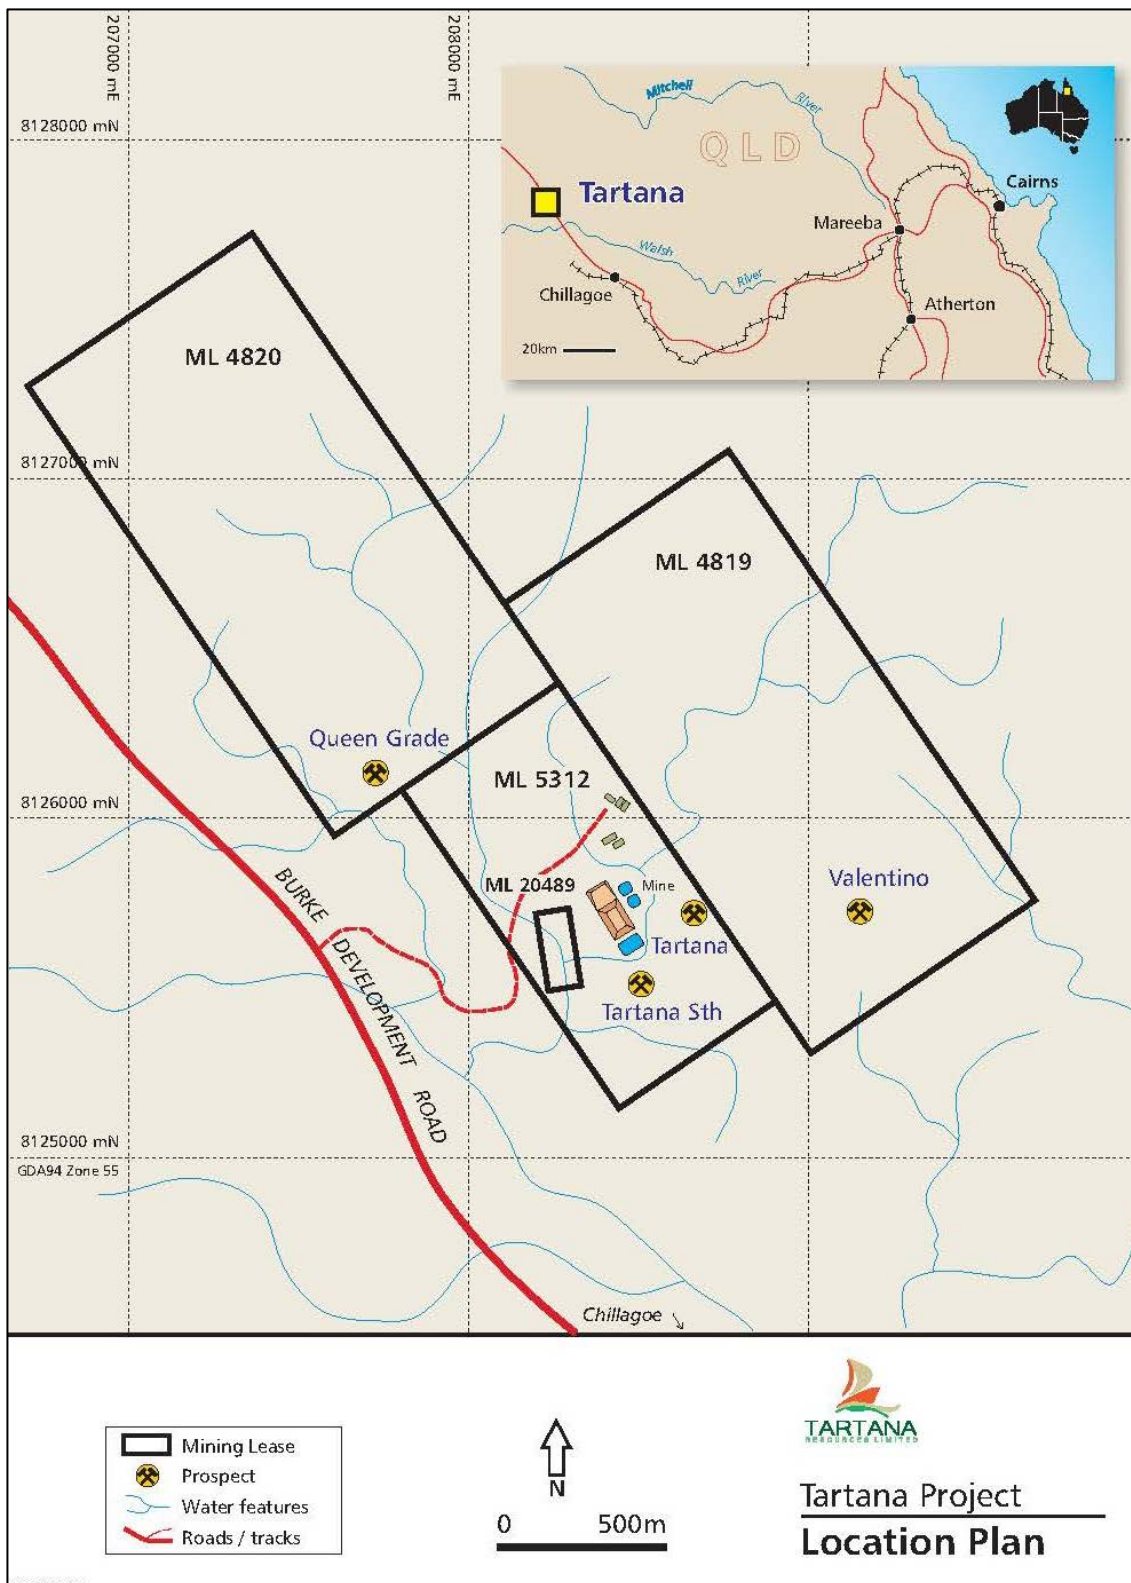 207000 mE
208000 mE
8128000 mN
Mitchell
River
QLD
Tartana
Cairns
Mareeba
Walsh
River
Chillagoe
Atherton
20km
ML 4820
8127000 mN
ML 4819
Queen Grade
ML 5312
8126000 mN
ML 20489
Mine
Valentino
Tartana
Tartana Sth
BURKE DEVELOPMENT ROAD
8125000 mN
GDA94 Zone 55
Chillagoe
Mining Lease
Prospect
Water features
Roads / tracks
N
0 500m
TARTANA
RESOURCES LIMITED
Tartana Project
Location Plan